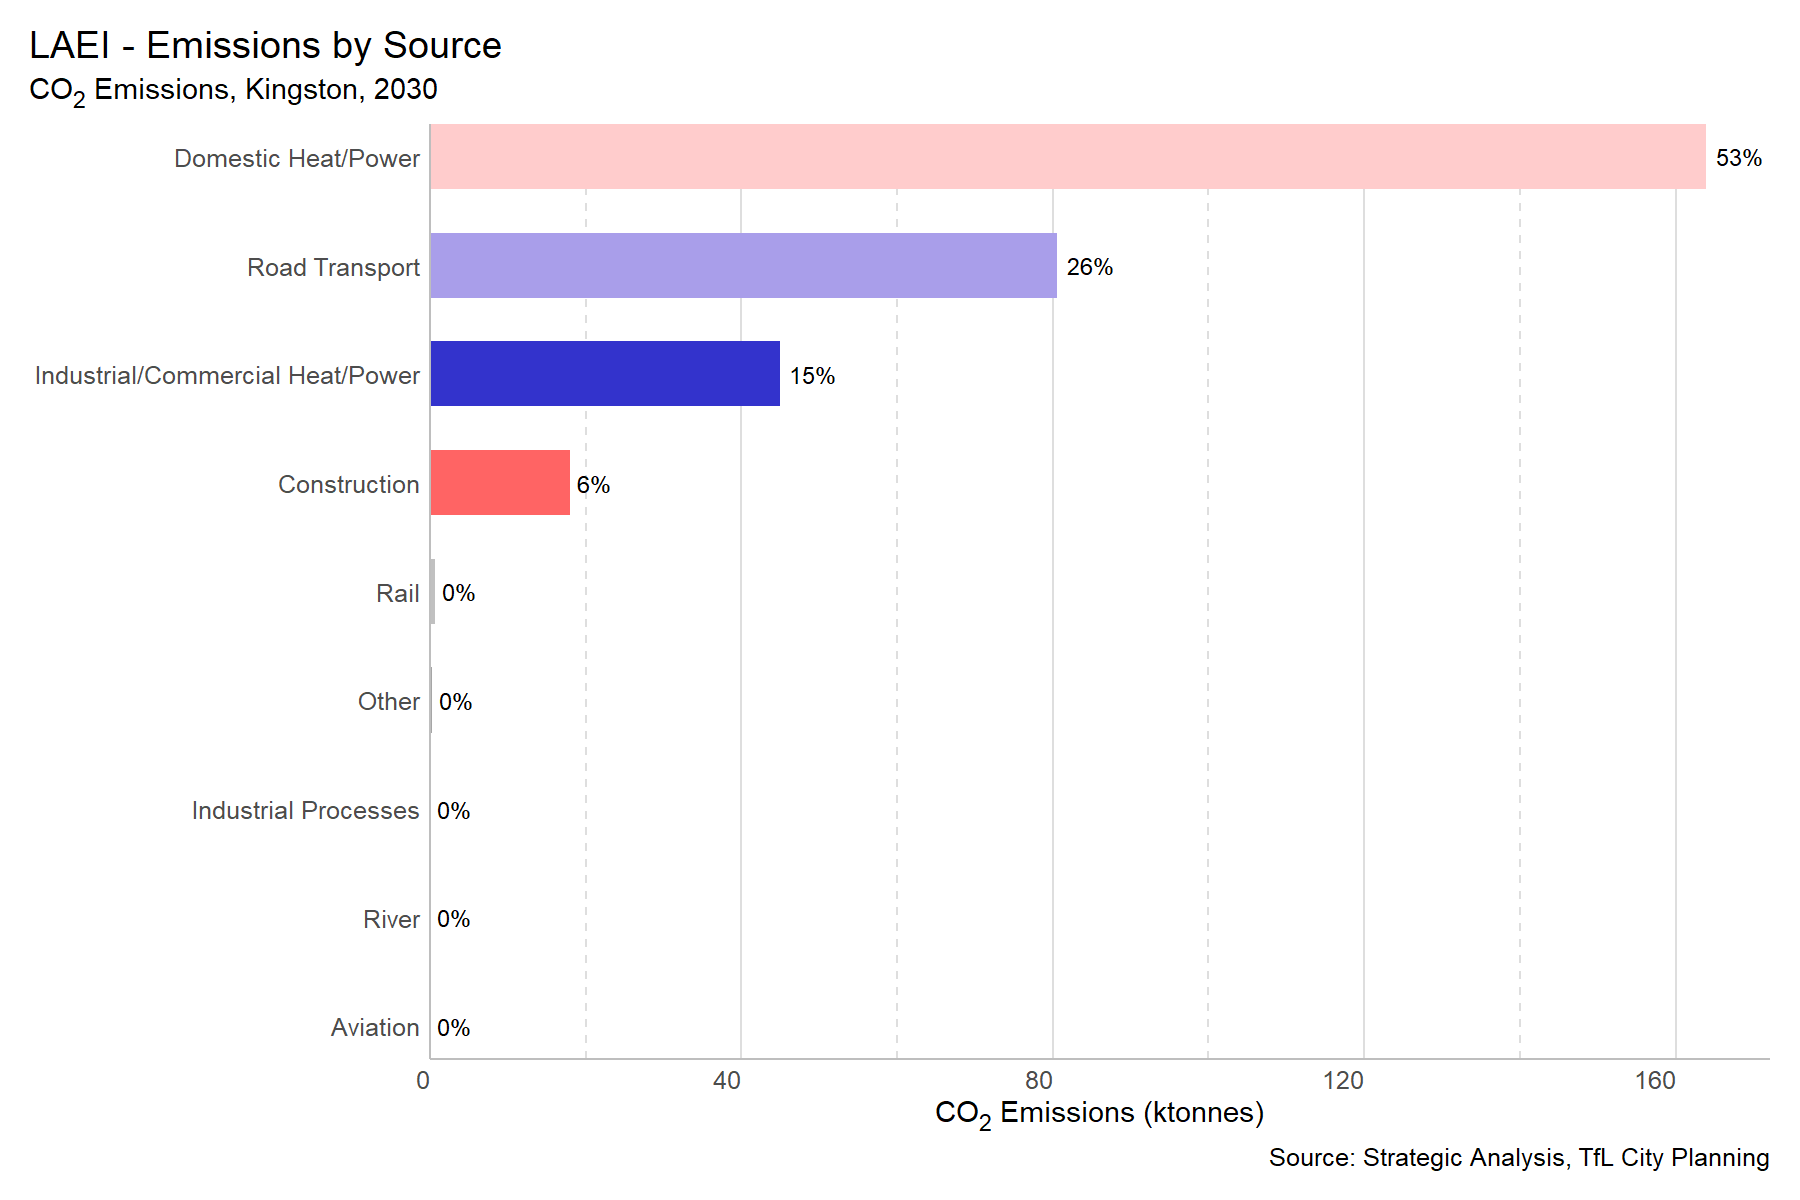 LAEI - Emissions by Source
CO₂ Emissions, Kingston, 2030
Domestic Heat/Power 53%
Road Transport 26%
Industrial/Commercial Heat/Power 15%
Construction 6%
Rail 0%
Other 0%
Industrial Processes 0%
River 0%
Aviation 0%
0 40 80 120 160
CO₂ Emissions (ktonnes)
Source: Strategic Analysis, TfL City Planning